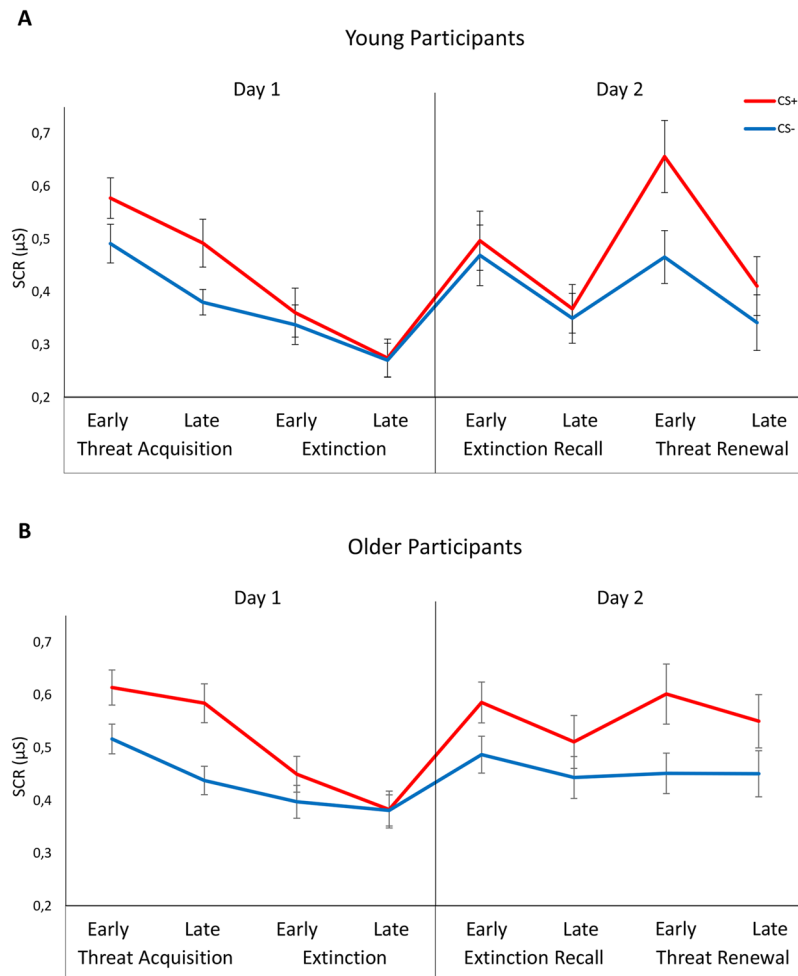 A
Young Participants
Day 1 Day 2
CS+
CS-
0,7
0,6
0,5
0,4
0,3
0,2
SCR (µS)
Early Late Early Late Early Late Early Late
Threat Acquisition Extinction Extinction Recall Threat Renewal
B
Older Participants
Day 1 Day 2
0,7
0,6
0,5
0,4
0,3
0,2
SCR (µS)
Early Late Early Late Early Late Early Late
Threat Acquisition Extinction Extinction Recall Threat Renewal